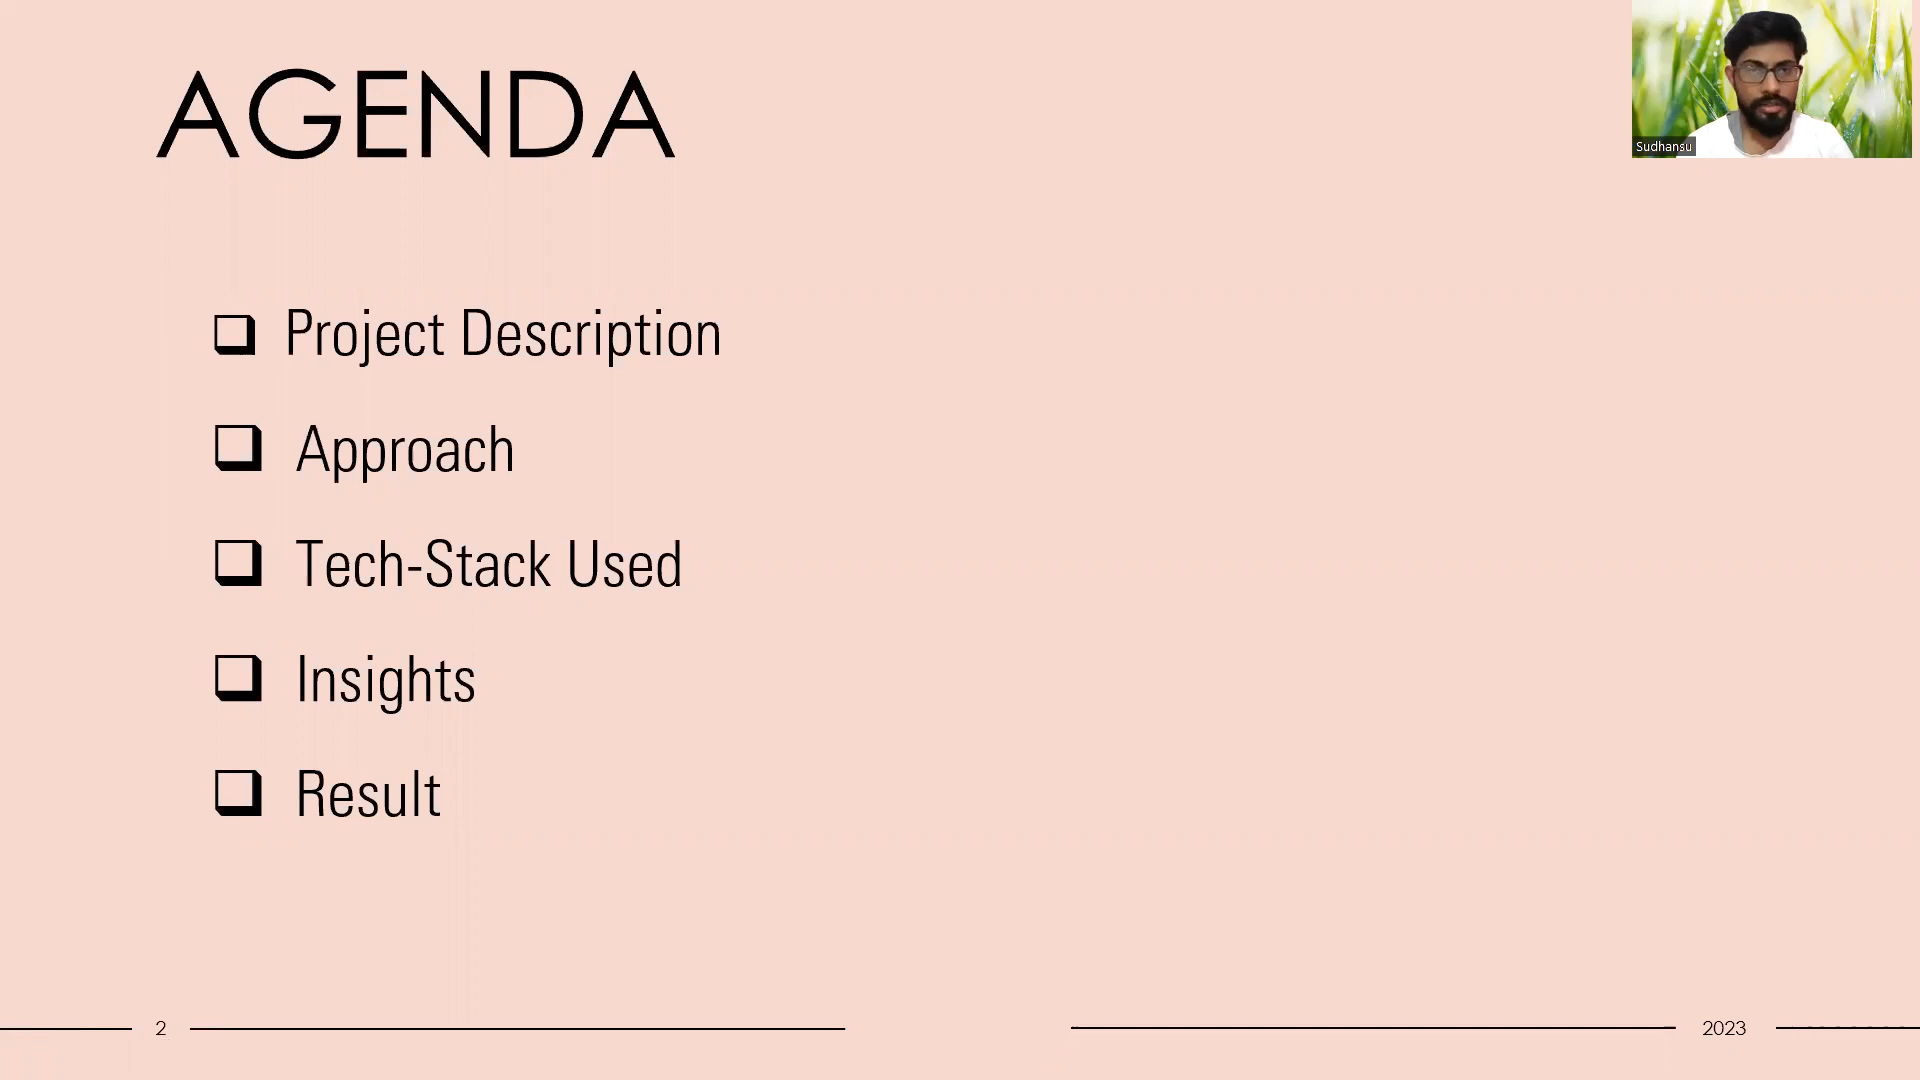 AGENDA
Sudhansu
Project Description
Approach
Tech-Stack Used
Insights
Result
2
2023